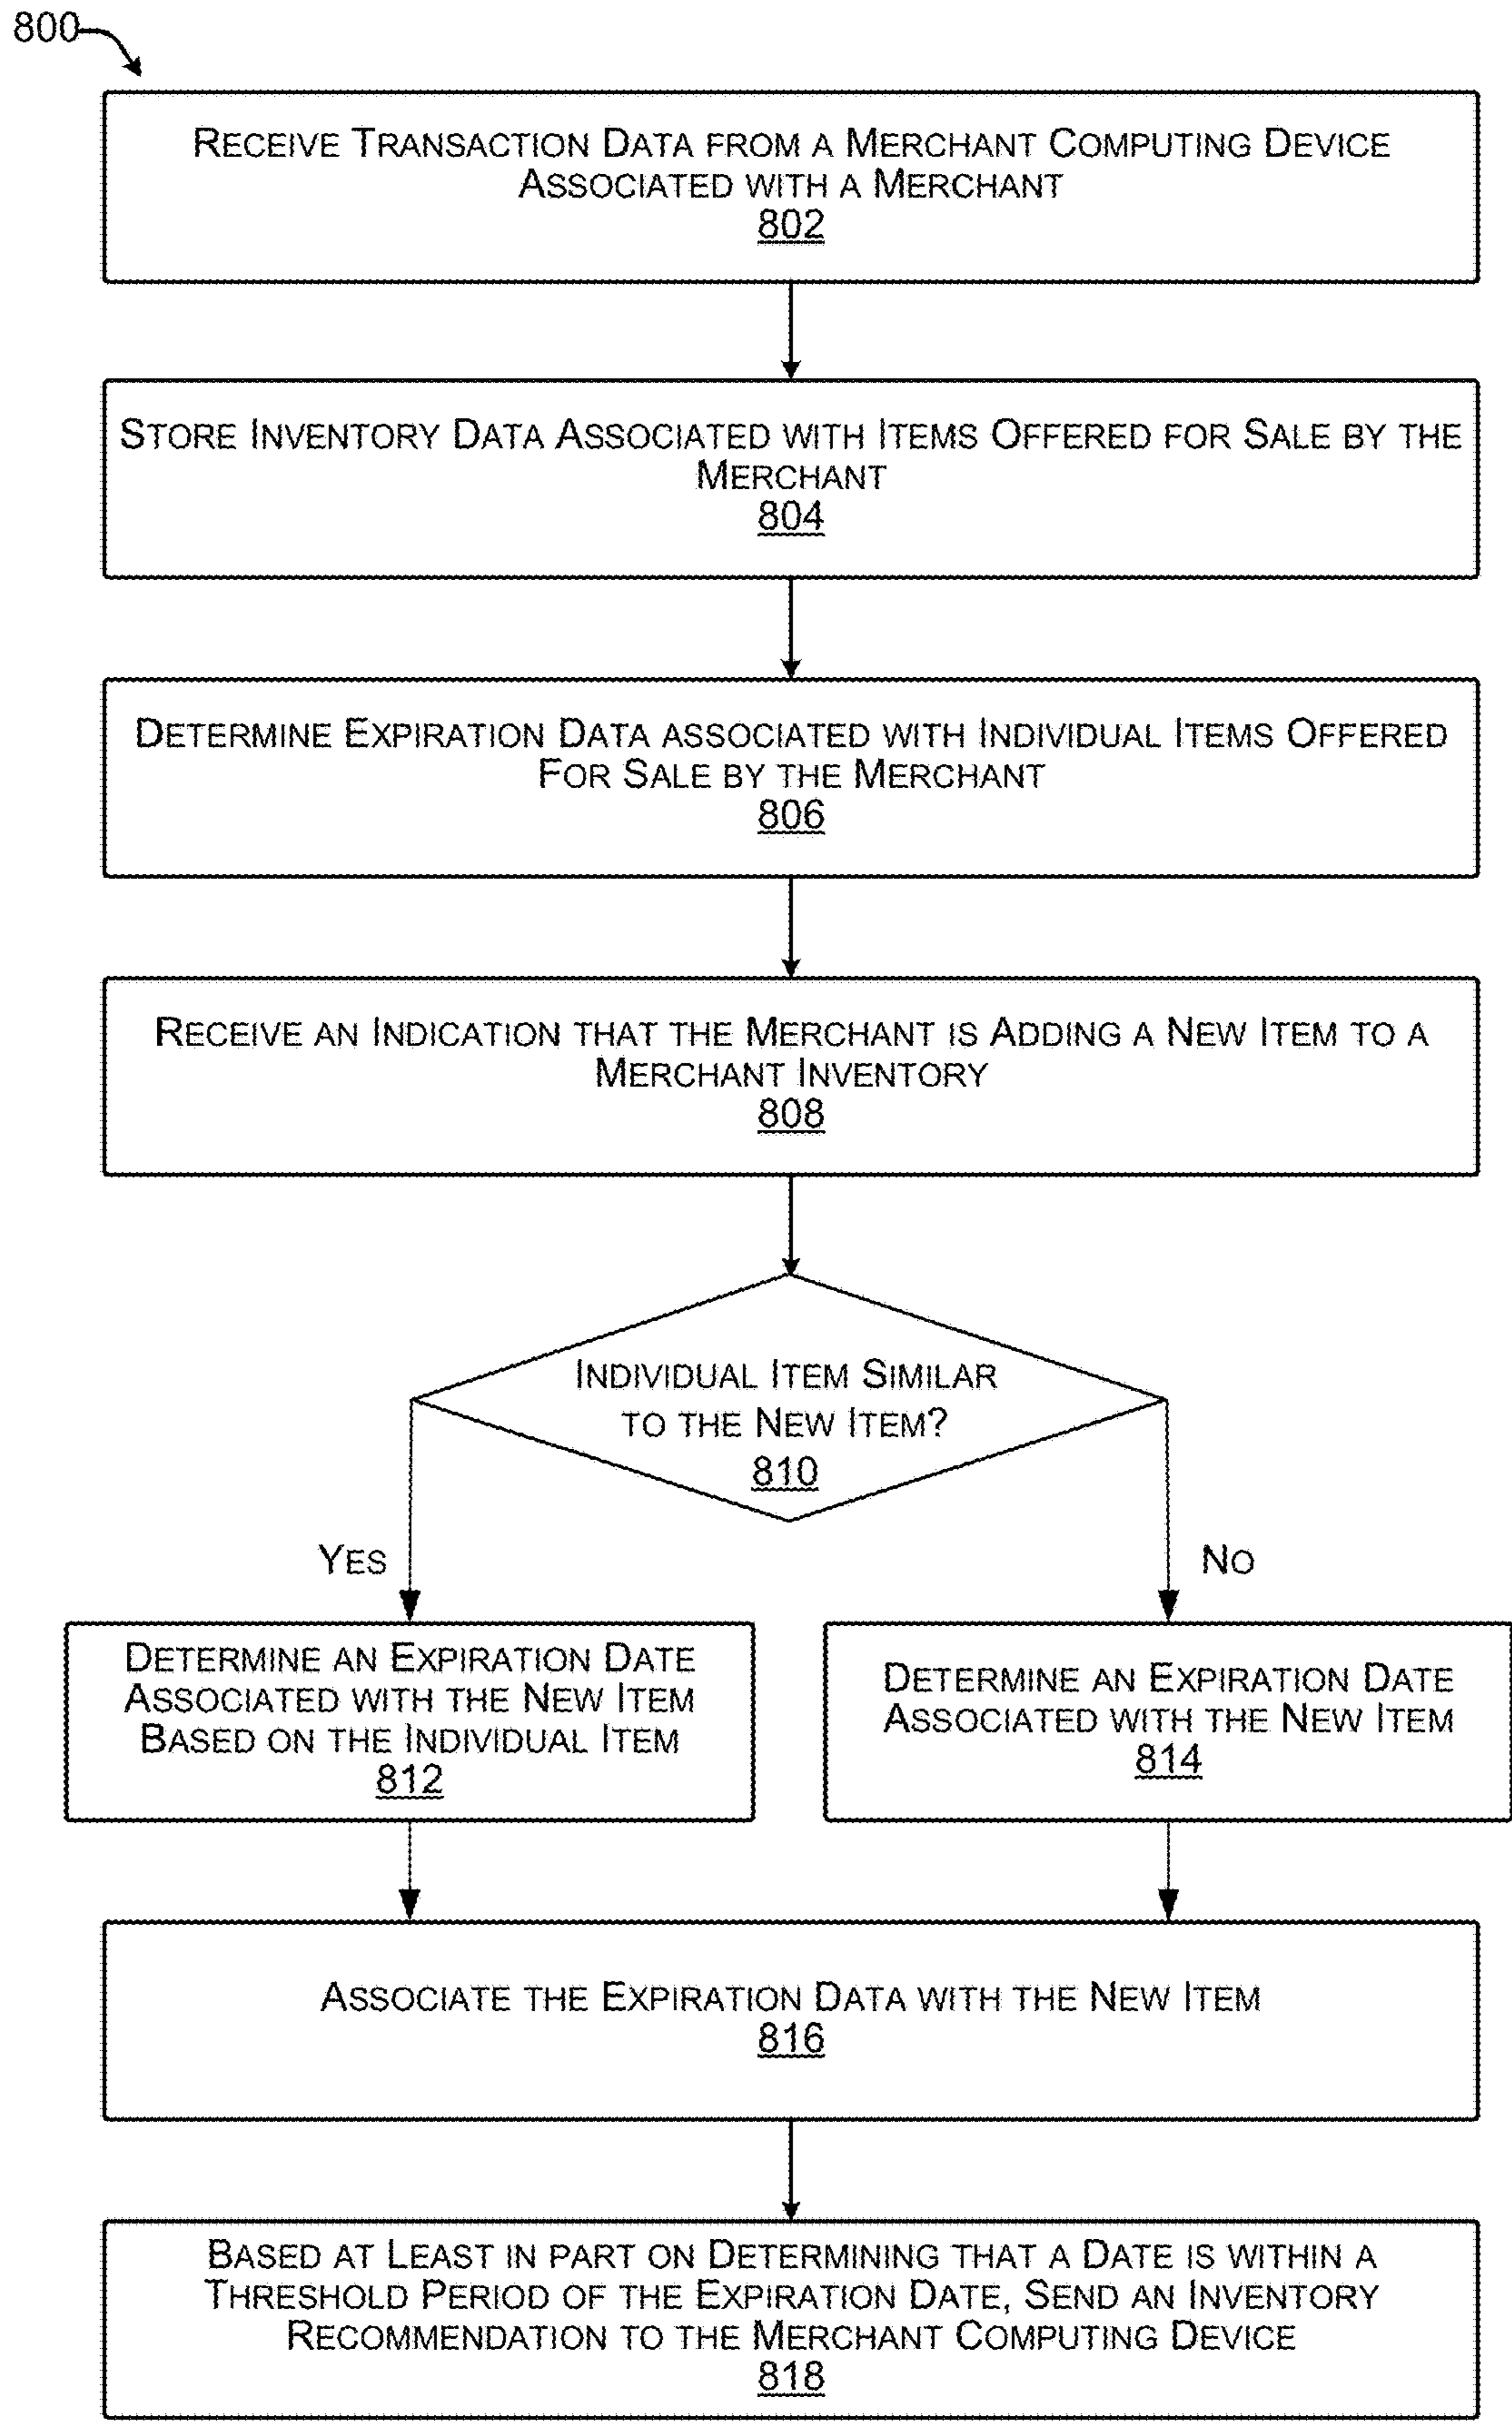 800
Receive Transaction Data from a Merchant Computing Device
Associated with a Merchant
802
Store Inventory Data Associated with Items Offered for Sale by the
Merchant
804
Determine Expiration Data associated with Individual Items Offered
For Sale by the Merchant
806
Receive an Indication that the Merchant is Adding a New Item to a
Merchant Inventory
808
Individual Item Similar
to the New Item?
810
Yes
No
Determine an Expiration Date
Associated with the New Item
Based on the Individual Item
812
Determine an Expiration Date
Associated with the New Item
814
Associate the Expiration Data with the New Item
816
Based at Least in part on Determining that a Date is within a
Threshold Period of the Expiration Date, Send an Inventory
Recommendation to the Merchant Computing Device
818